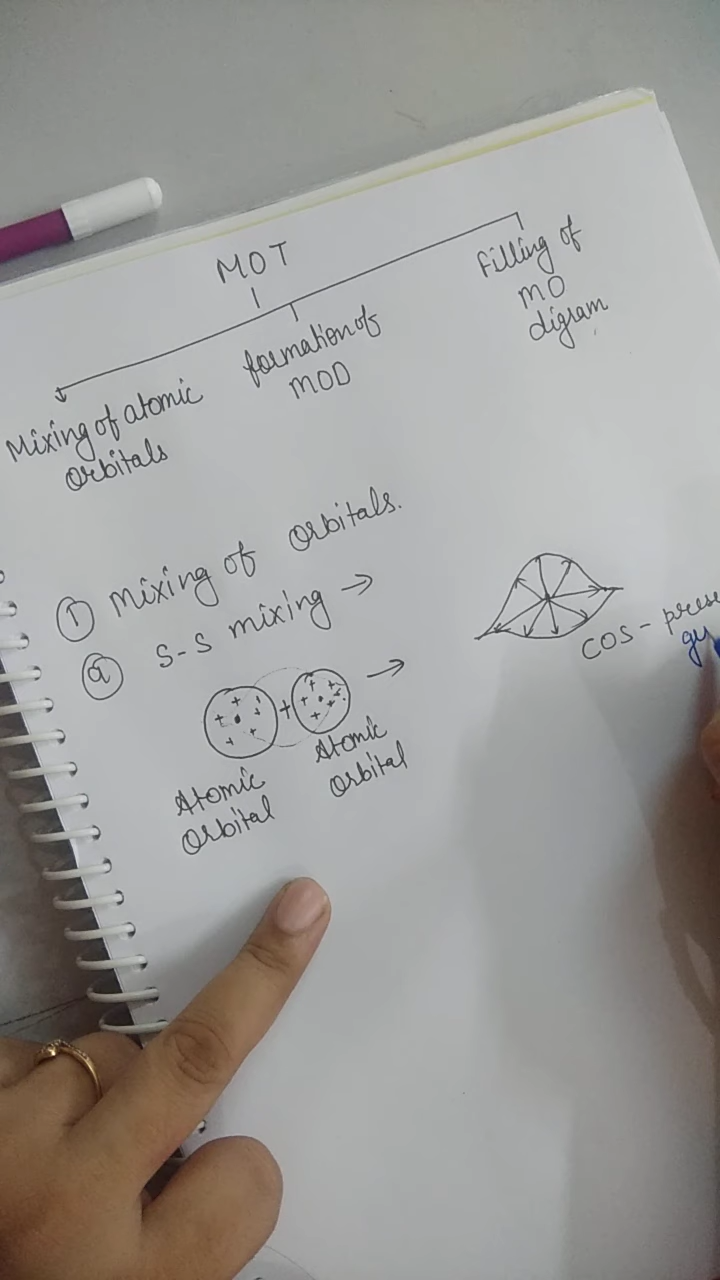 MOT
Mixing of atomic
orbitals
formation of
MOD
Filling of
MO
digram
① Mixing of orbitals.
ⓐ S-S mixing →
+ →
Atomic
orbital
Atomic
orbital
COS -